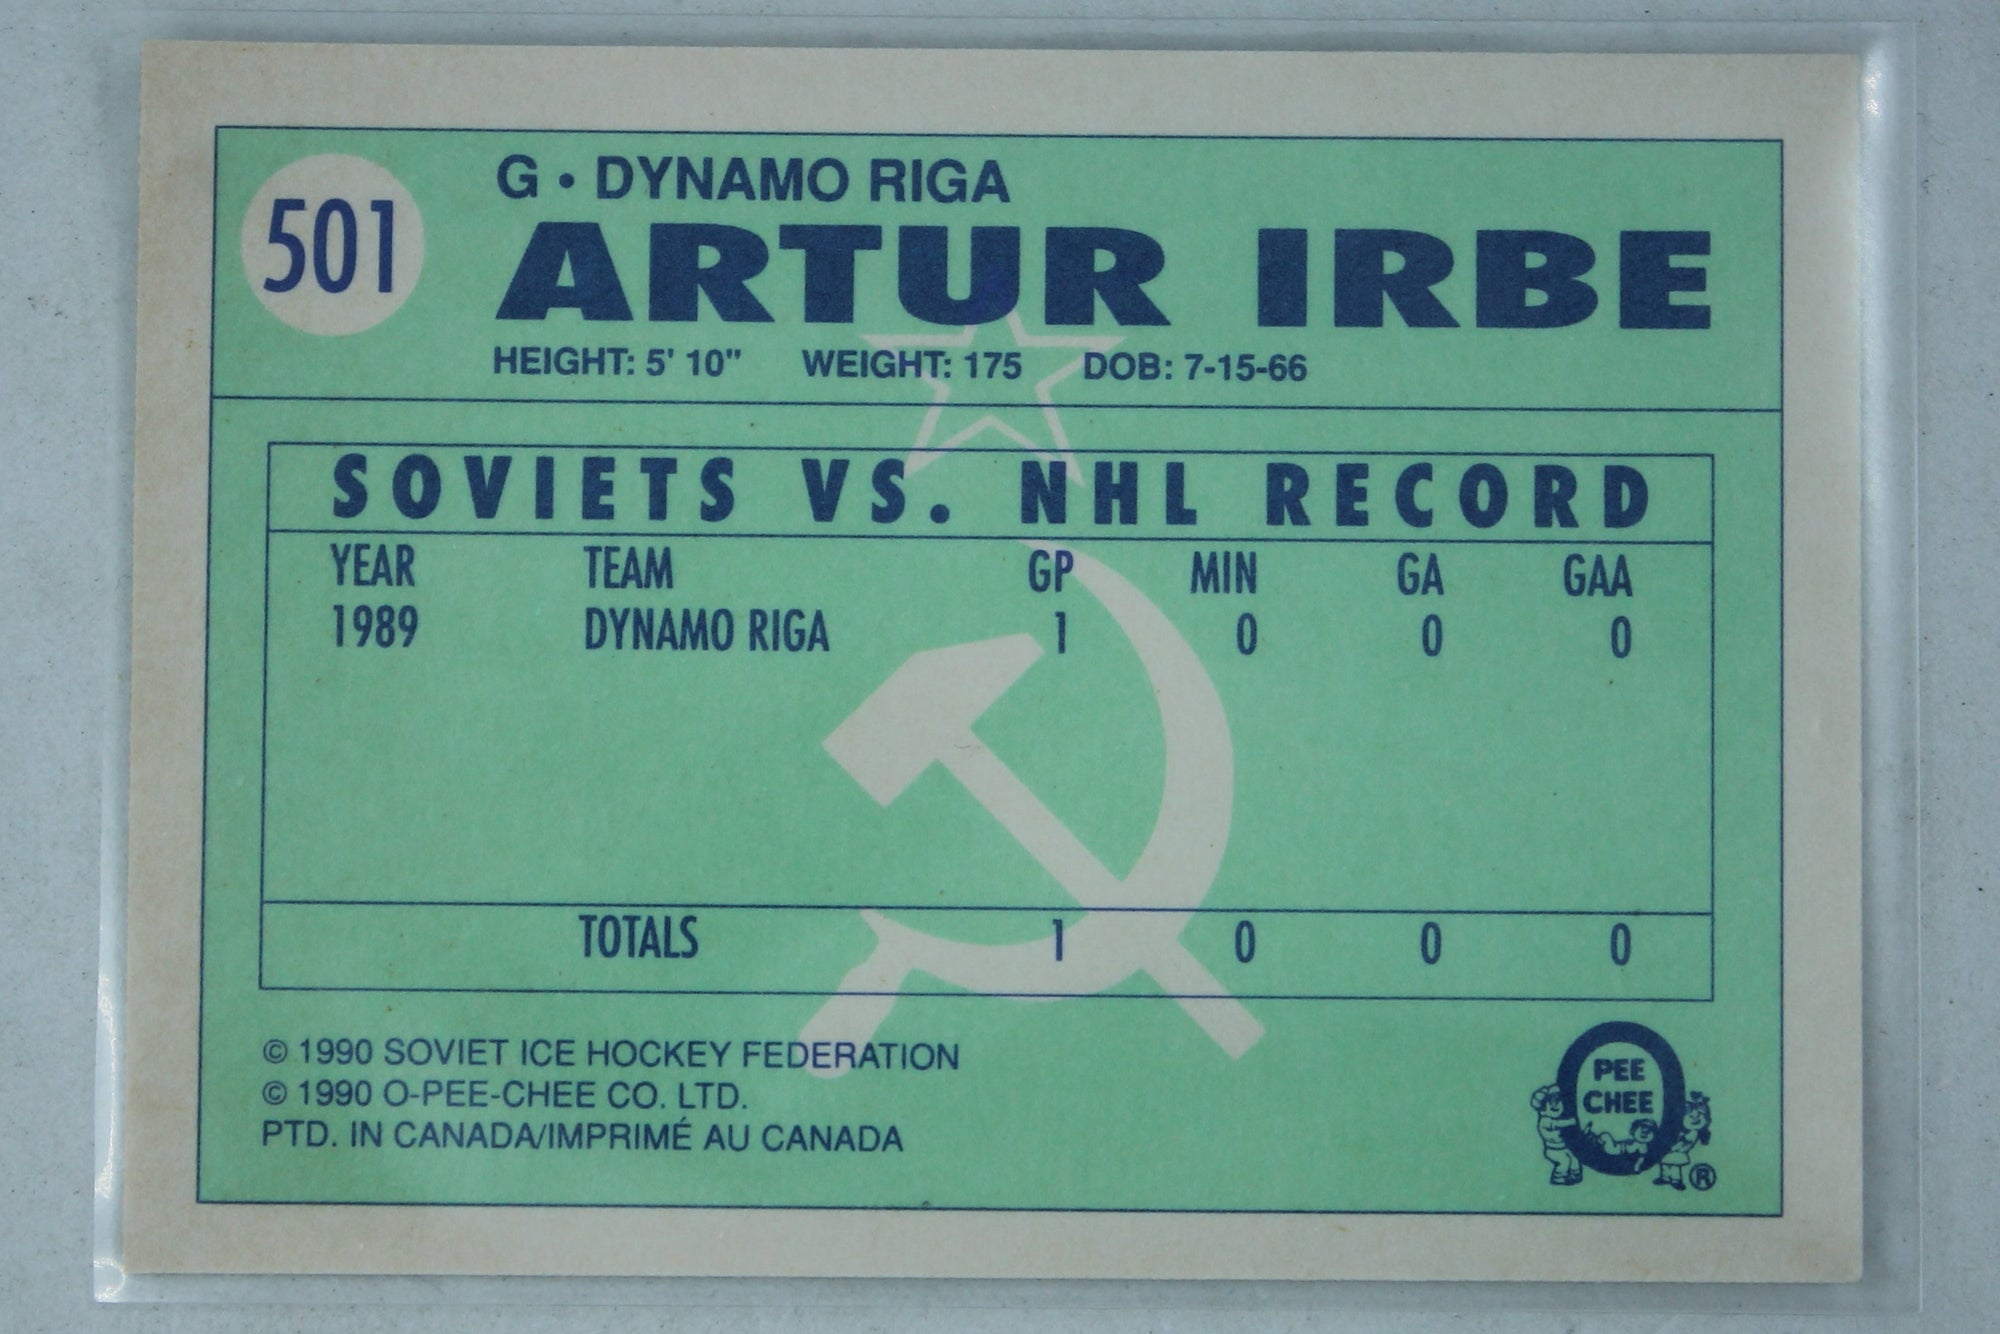 501
G • DYNAMO RIGA
ARTUR IRBE
HEIGHT: 5' 10" WEIGHT: 175 DOB: 7-15-66
SOVIETS VS. NHL RECORD
YEAR TEAM GP MIN GA GAA
1989 DYNAMO RIGA 1 0 0 0
TOTALS 1 0 0 0
© 1990 SOVIET ICE HOCKEY FEDERATION
© 1990 O-PEE-CHEE CO. LTD.
PTD. IN CANADA/IMPRIMÉ AU CANADA
O
PEE
CHEE
®